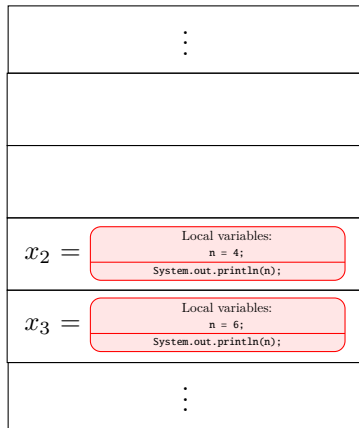 ⋮
x₂ =
Local variables:
n = 4;
System.out.println(n);
x₃ =
Local variables:
n = 6;
System.out.println(n);
⋮